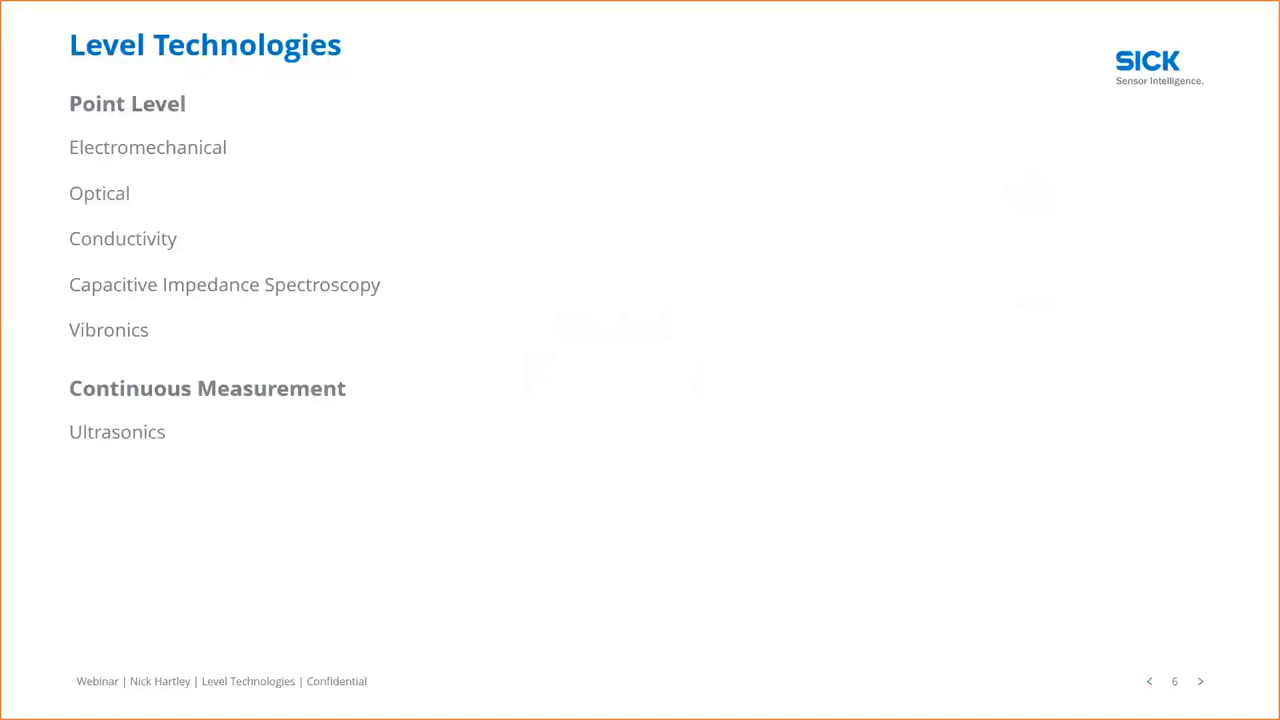 Level Technologies
SICK
Sensor Intelligence.
Point Level
Electromechanical
Optical
Conductivity
Capacitive Impedance Spectroscopy
Vibronics
Continuous Measurement
Ultrasonics
Webinar | Nick Hartley | Level Technologies | Confidential
< 6 >